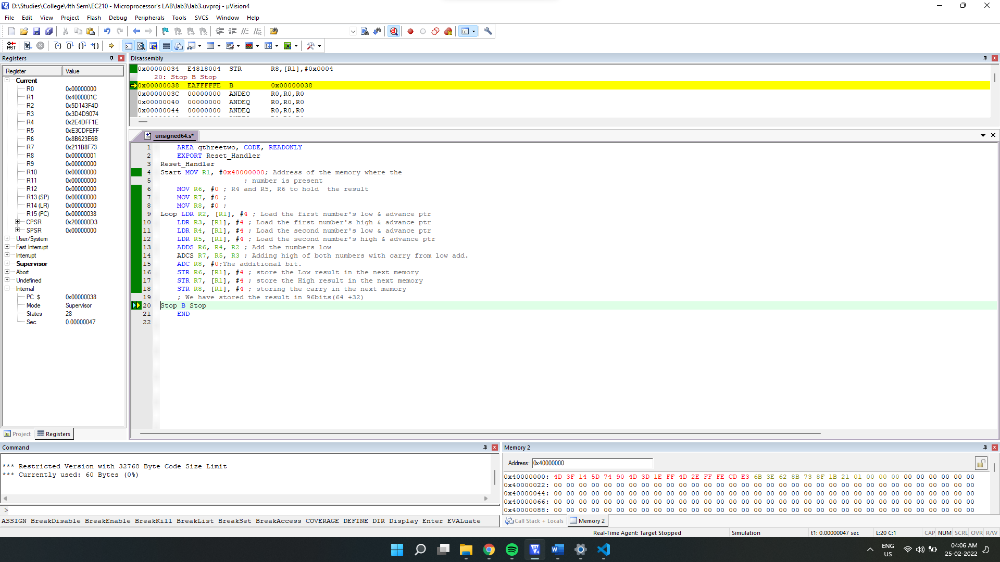 D:\Studies\College\4th Sem\EC210 - Microprocessor's LAB\lab3\lab3.uvproj - µVision4
File Edit View Project Flash Debug Peripherals Tools SVCS Window Help
Registers
Register Value
Current
R0 0x00000000
R1 0x4000001C
R2 0x5D143F4D
R3 0x3D4D9074
R4 0x2E4DFF1E
R5 0xE3CDFEFF
R6 0x8B623E6B
R7 0x211B8F73
R8 0x00000001
R9 0x00000000
R10 0x00000000
R11 0x00000000
R12 0x00000000
R13 (SP) 0x00000000
R14 (LR) 0x00000000
R15 (PC) 0x00000038
CPSR 0x200000D3
SPSR 0x00000000
User/System
Fast Interrupt
Interrupt
Supervisor
Abort
Undefined
Internal
PC $ 0x00000038
Mode Supervisor
States 28
Sec 0.00000047
Project Registers
Disassembly
0x00000034 E4818004 STR R8,[R1],#0x0004
20: Stop B Stop
0x00000038 EAFFFFFE B 0x00000038
0x0000003C 00000000 ANDEQ R0,R0,R0
0x00000040 00000000 ANDEQ R0,R0,R0
0x00000044 00000000 ANDEQ R0,R0,R0
unsigned64.s*
1 AREA qthreetwo, CODE, READONLY
2 EXPORT Reset_Handler
3 Reset_Handler
4 Start MOV R1, #0x40000000; Address of the memory where the
5 ; number is present
6 MOV R6, #0 ; R4 and R5, R6 to hold  the result
7 MOV R7, #0 ;
8 MOV R8, #0 ;
9 Loop LDR R2, [R1], #4 ; Load the first number's low & advance ptr
10 LDR R3, [R1], #4 ; Load the first number's high & advance ptr
11 LDR R4, [R1], #4 ; Load the second number's low & advance ptr
12 LDR R5, [R1], #4 ; Load the second number's high & advance ptr
13 ADDS R6, R4, R2 ; Add the numbers low
14 ADCS R7, R5, R3 ; Adding high of both numbers with carry from low add.
15 ADC R8, #0;The additional bit.
16 STR R6, [R1], #4 ; store the Low result in the next memory
17 STR R7, [R1], #4 ; store the High result in the next memory
18 STR R8, [R1], #4 ; storing the carry in the next memory
19 ; We have stored the result in 96bits(64 +32)
20 Stop B Stop
21 END
22
Command
*** Restricted Version with 32768 Byte Code Size Limit
*** Currently used: 60 Bytes (0%)
>
ASSIGN BreakDisable BreakEnable BreakKill BreakList BreakSet BreakAccess COVERAGE DEFINE DIR Display Enter EVALuate
Memory 2
Address: 0x40000000
0x40000000: 4D 3F 14 5D 74 90 4D 3D 1E FF 4D 2E FF FE CD E3 6B 3E 62 8B 73 8F 1B 21 01 00 00 00 00 00 00 00 00 00
0x40000022: 00 00 00 00 00 00 00 00 00 00 00 00 00 00 00 00 00 00 00 00 00 00 00 00 00 00 00 00 00 00 00 00 00 00
0x40000044: 00 00 00 00 00 00 00 00 00 00 00 00 00 00 00 00 00 00 00 00 00 00 00 00 00 00 00 00 00 00 00 00 00 00
0x40000066: 00 00 00 00 00 00 00 00 00 00 00 00 00 00 00 00 00 00 00 00 00 00 00 00 00 00 00 00 00 00 00 00 00 00
0x40000088: 00 00 00 00 00 00 00 00 00 00 00 00 00 00 00 00 00 00 00 00 00 00 00 00 00 00 00 00 00 00 00 00 00 00
Call Stack + Locals Memory 2
Real-Time Agent: Target Stopped Simulation t1: 0.00000047 sec L:20 C:1 CAP NUM SCRL OVR R/W
ENG
US
04:06 AM
25-02-2022